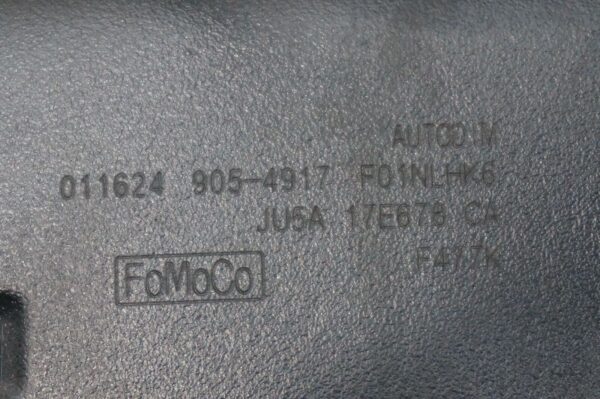 AUTODIM
011624 905-4917 F01NLHK6
JU5A 17E678 CA
F477K
FoMoCo